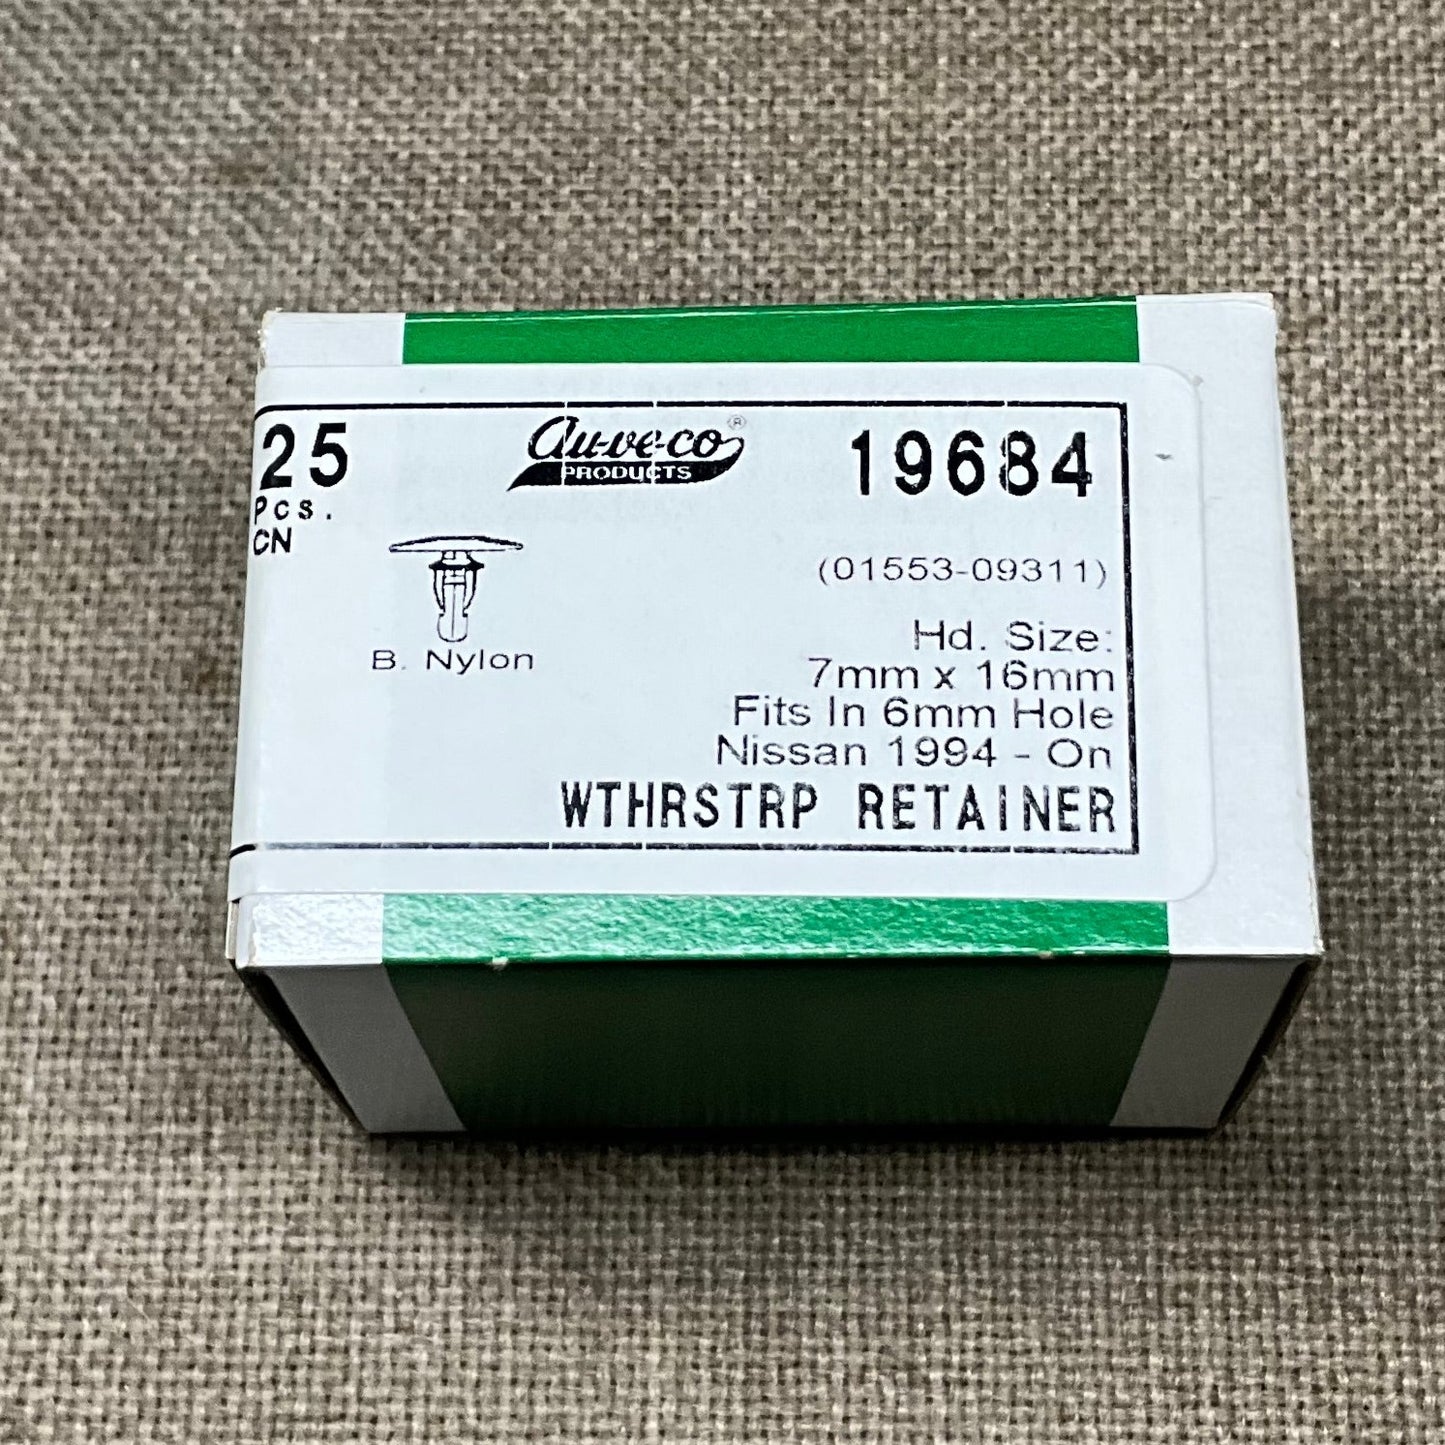 25
Pcs.
CN
Au-ve-co®
PRODUCTS
19684
(01553-09311)
B. Nylon
Hd. Size:
7mm x 16mm
Fits In 6mm Hole
Nissan 1994 - On
WTHRSTRP RETAINER